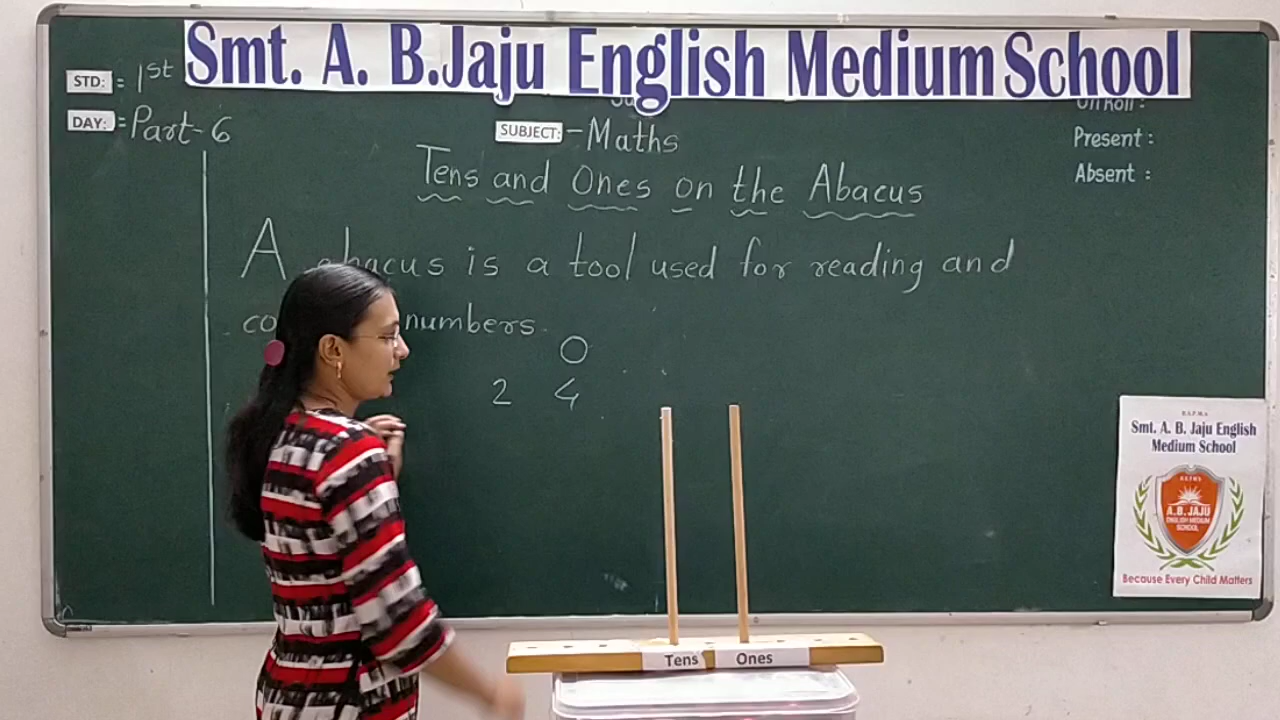 Smt. A. B. Jaju English Medium School
STD: = 1st
DAY: = Part-6
SUBJECT: - Maths
On Roll :
Present :
Absent :
Tens and Ones on the Abacus
A abacus is a tool used for reading and
numbers.
O
2 4
Tens Ones
Smt. A. B. Jaju English
Medium School
A.B. JAJU
ENGLISH MEDIUM
SCHOOL
Because Every Child Matters